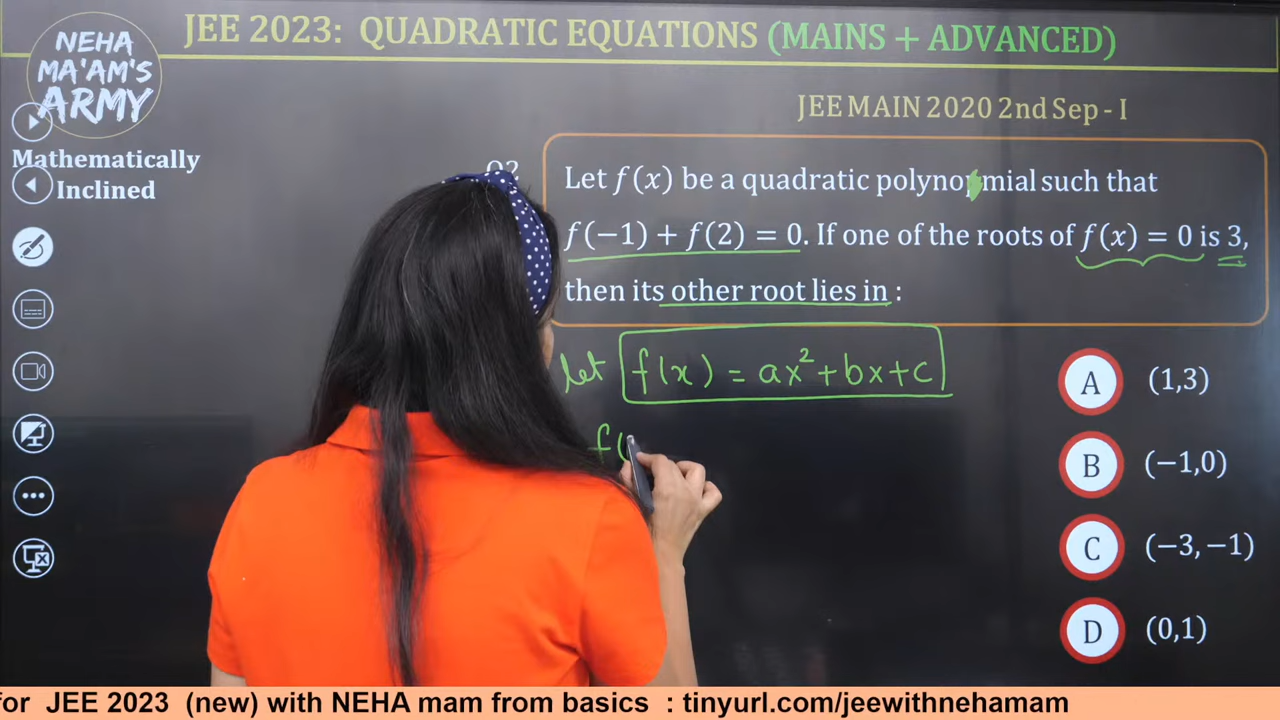 NEHA
MA'AM'S
ARMY
Mathematically
Inclined
JEE 2023: QUADRATIC EQUATIONS (MAINS + ADVANCED)
JEE MAIN 2020 2nd Sep - I
Let f(x) be a quadratic polynomial such that
f(−1) + f(2) = 0. If one of the roots of f(x) = 0 is 3,
then its other root lies in :
let f(x) = ax²+bx+c
f(
A (1,3)
B (−1,0)
C (−3,−1)
D (0,1)
for JEE 2023 (new) with NEHA mam from basics : tinyurl.com/jeewithnehamam